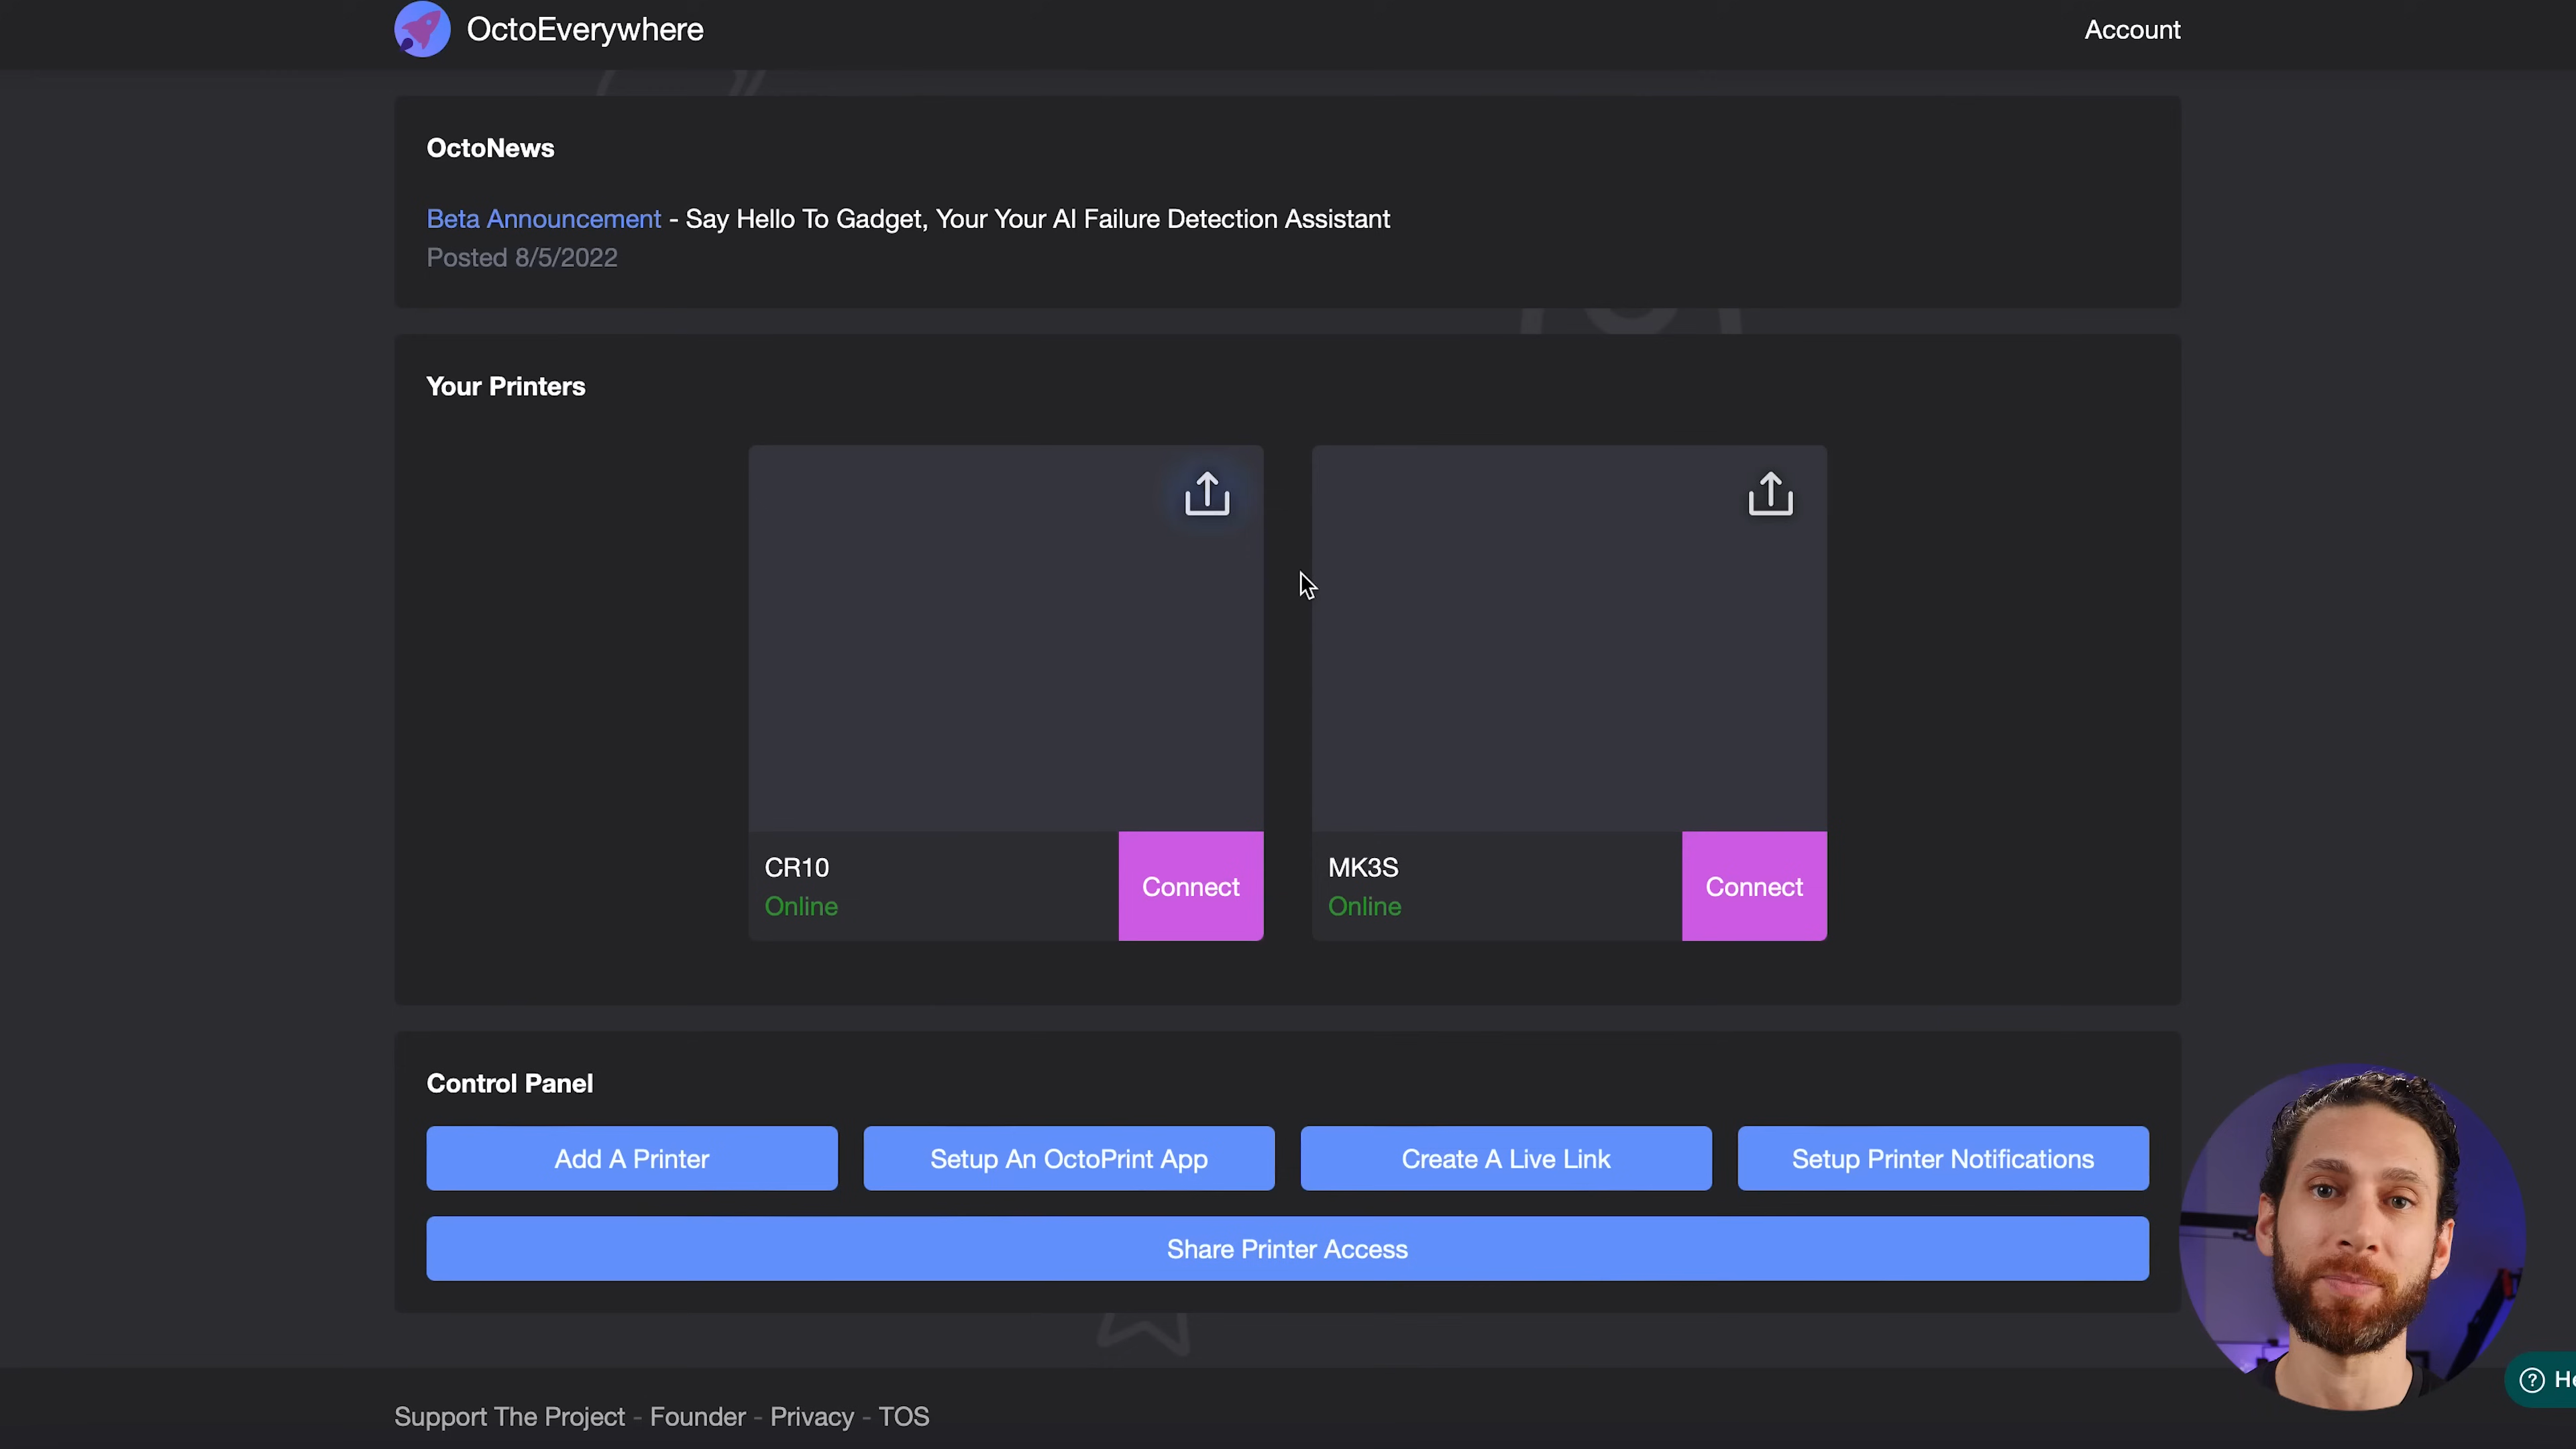 OctoEverywhere
Account
OctoNews
Beta Announcement - Say Hello To Gadget, Your Your AI Failure Detection Assistant
Posted 8/5/2022
Your Printers
CR10
Online
Connect
MK3S
Online
Connect
Control Panel
Add A Printer
Setup An OctoPrint App
Create A Live Link
Setup Printer Notifications
Share Printer Access
Support The Project - Founder - Privacy - TOS